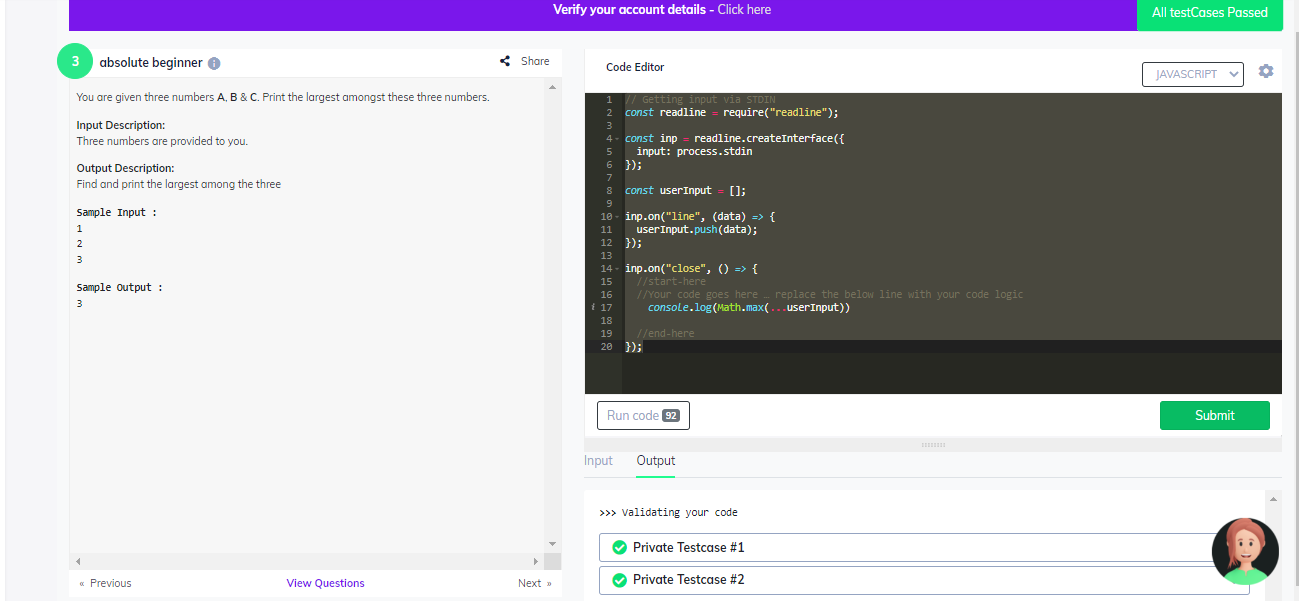 Verify your account details - Click here
All testCases Passed
3
absolute beginner
i
Share
You are given three numbers A, B & C. Print the largest amongst these three numbers.
Input Description:
Three numbers are provided to you.
Output Description:
Find and print the largest among the three
Sample Input :
1
2
3
Sample Output :
3
« Previous
View Questions
Next »
Code Editor
JAVASCRIPT
1 // Getting input via STDIN
2 const readline = require("readline");
3
4 const inp = readline.createInterface({
5 input: process.stdin
6 });
7
8 const userInput = [];
9
10 inp.on("line", (data) => {
11 userInput.push(data);
12 });
13
14 inp.on("close", () => {
15 //start-here
16 //Your code goes here … replace the below line with your code logic
i 17 console.log(Math.max(...userInput))
18
19 //end-here
20 });
Run code 92
Submit
Input
Output
>>> Validating your code
Private Testcase #1
Private Testcase #2